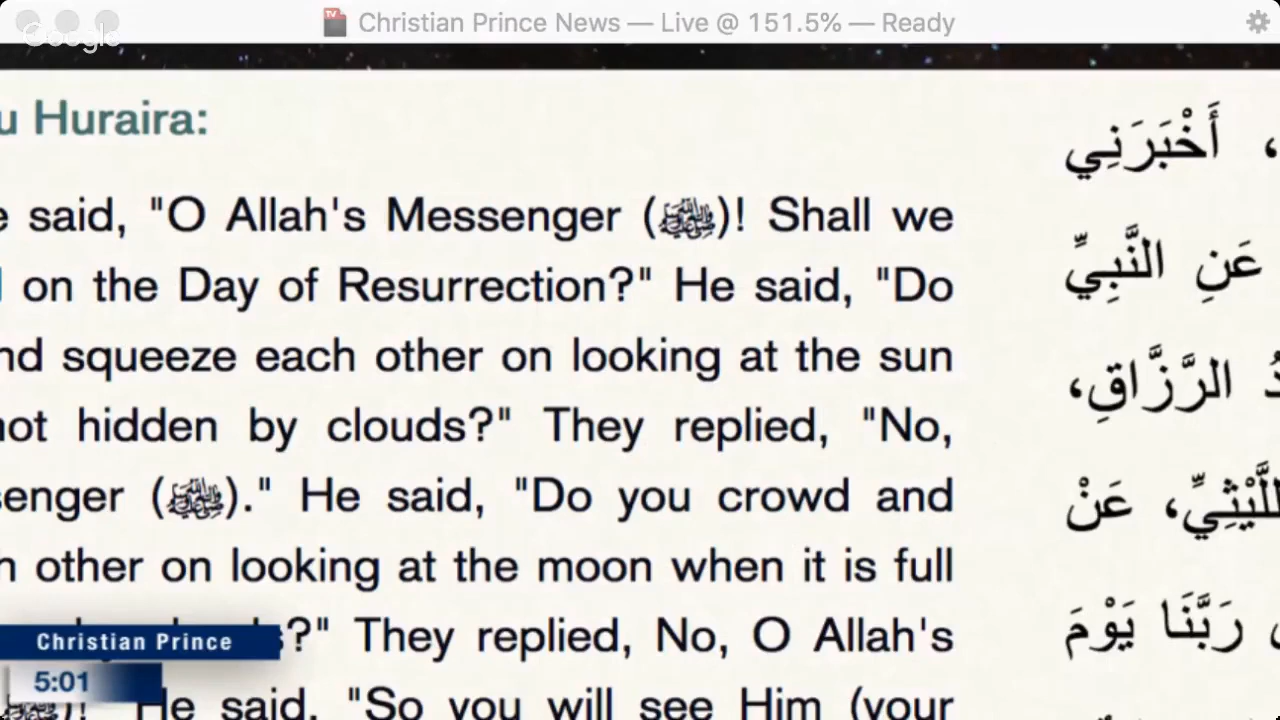 Google
Christian Prince News — Live @ 151.5% — Ready
u Huraira:
said, "O Allah's Messenger (ﷺ)! Shall we
on the Day of Resurrection?" He said, "Do
nd squeeze each other on looking at the sun
not hidden by clouds?" They replied, "No,
senger (ﷺ)." He said, "Do you crowd and
h other on looking at the moon when it is full
?" They replied, No, O Allah's
He said, "So you will see Him (your
أَخْبَرَنِي
عَنِ النَّبِيِّ
الرَّزَّاقِ،
اللَّيْثِيِّ، عَنْ
رَبَّنَا يَوْمَ
Christian Prince
5:01